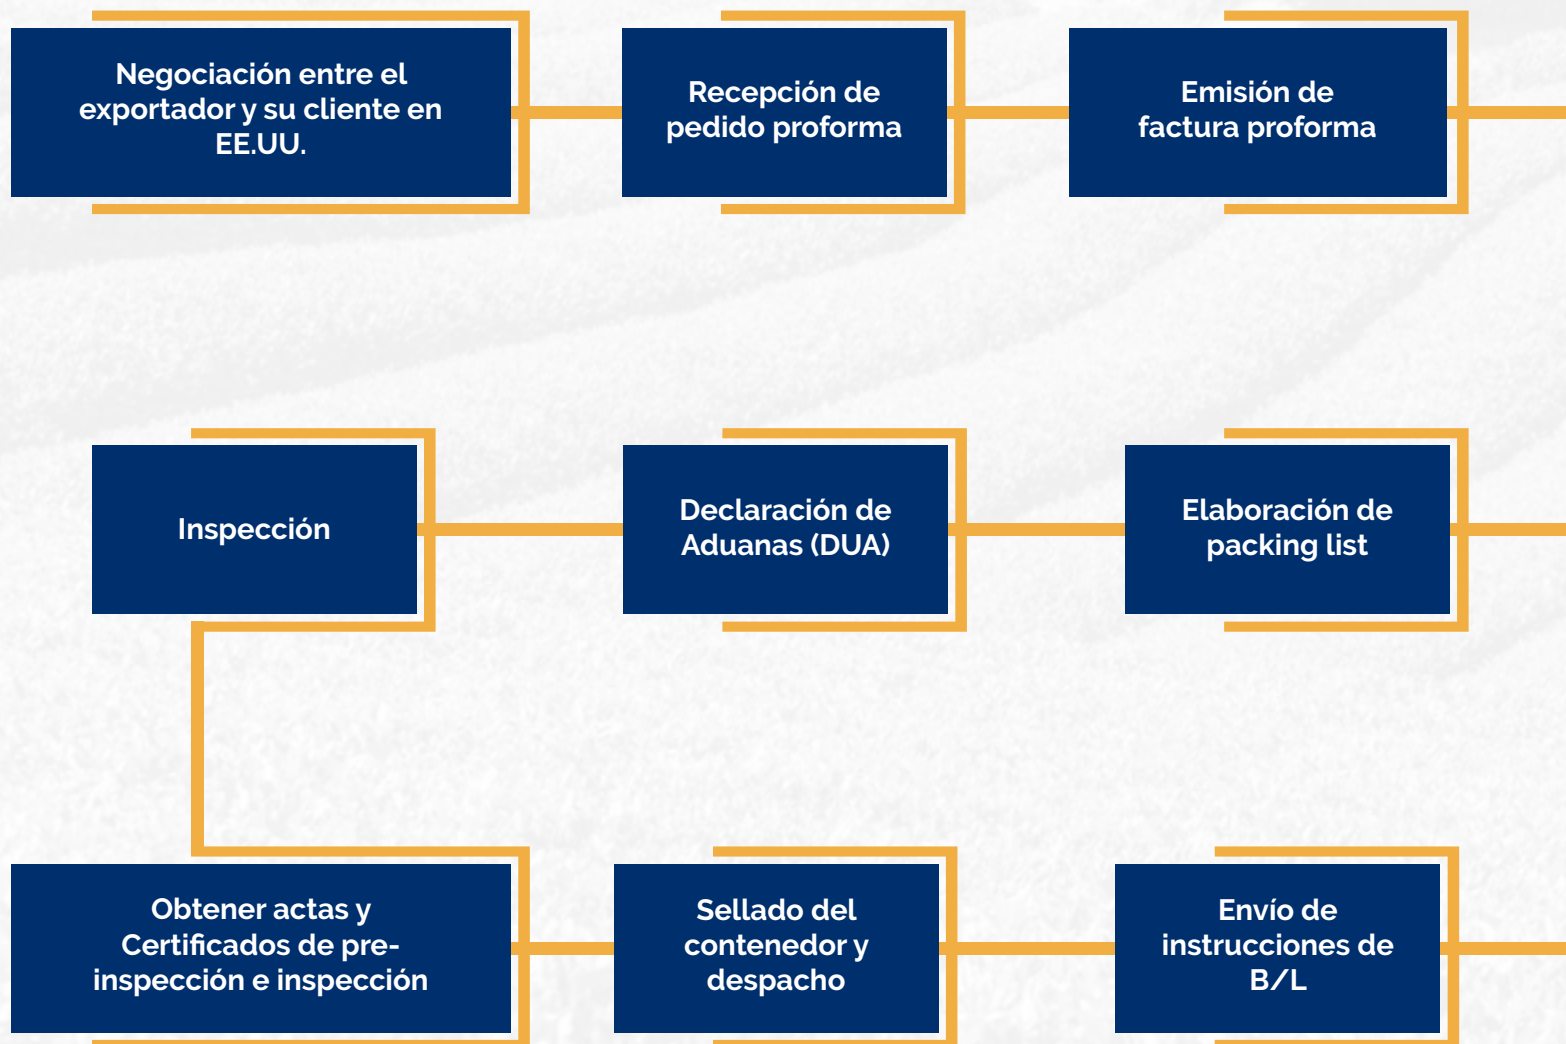 Negociación entre el
exportador y su cliente en
EE.UU.
Recepción de
pedido proforma
Emisión de
factura proforma
Inspección
Declaración de
Aduanas (DUA)
Elaboración de
packing list
Obtener actas y
Certificados de pre-
inspección e inspección
Sellado del
contenedor y
despacho
Envío de
instrucciones de
B/L